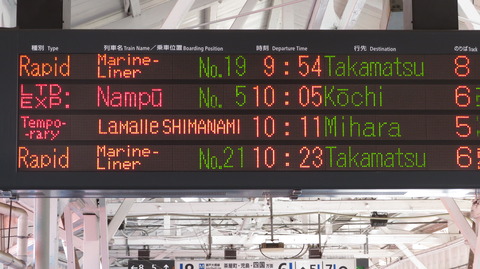 種別 Type 列車名/Train Name/乗車位置 Boarding Position 時刻 Departure Time 行先 Destination のりば Track
Rapid Marine-Liner No.19 9:54 Takamatsu 8
LTD EXP: Nampū No. 5 10:05 Kōchi 6
Tempo-rary Lamalle SHIMANAMI 10:11 Mihara 5
Rapid Marine-Liner No.21 10:23 Takamatsu 6
8 5